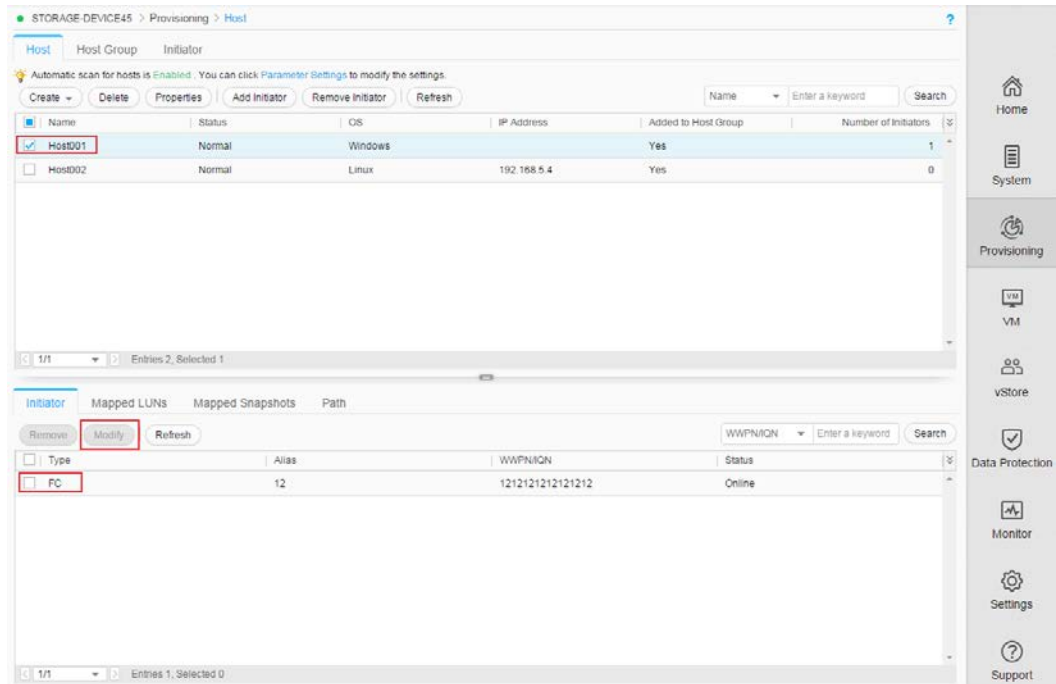 STORAGE-DEVICE45 > Provisioning > Host ?
Host Host Group Initiator
Automatic scan for hosts is Enabled . You can click Parameter Settings to modify the settings.
Create Delete Properties Add Initiator Remove Initiator Refresh Name Enter a keyword Search
Name Status OS IP Address Added to Host Group Number of Initiators
Host001 Normal Windows Yes 1
Host002 Normal Linux 192.168.5.4 Yes 0
1/1 Entries 2, Selected 1
Initiator Mapped LUNs Mapped Snapshots Path
Remove Modify Refresh WWPN/IQN Enter a keyword Search
Type Alias WWPN/IQN Status
FC 12 1212121212121212 Online
1/1 Entries 1, Selected 0
Home
System
Provisioning
VM
VM
vStore
Data Protection
Monitor
Settings
?
Support